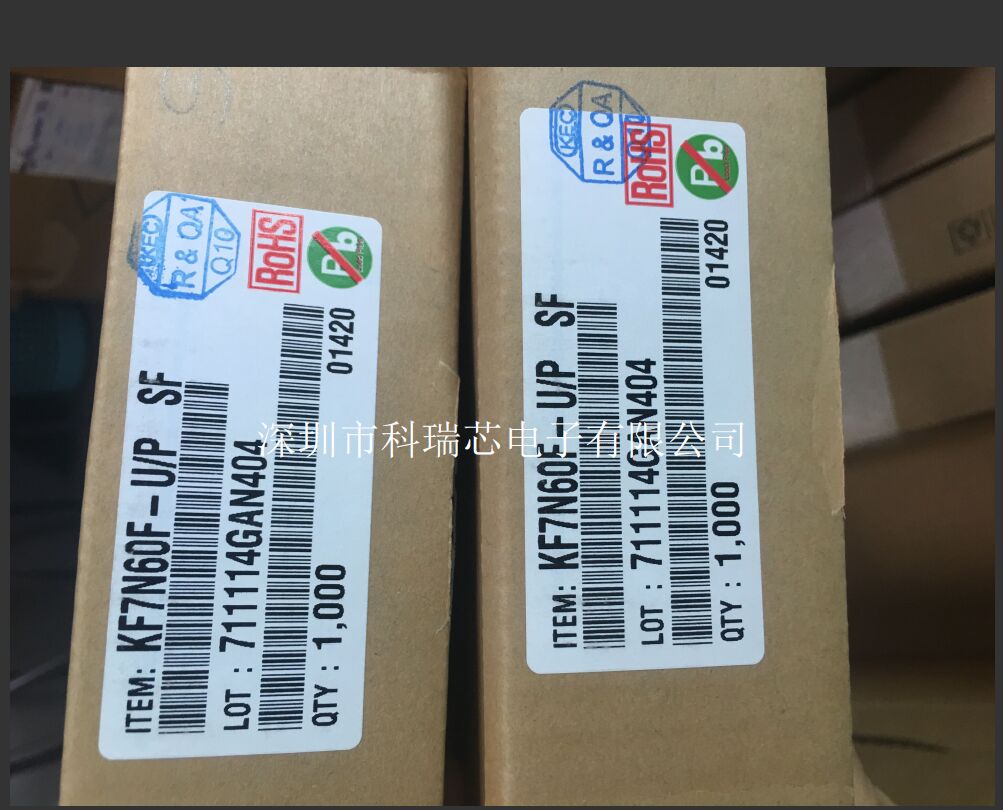 KEC
R & QA
Q10
RoHS
Pb
ITEM: KF7N60F-U/P SF
LOT : 711114GAN404
QTY : 1,000
01420
KEC
R & QA
RoHS
Pb
ITEM: KF7N60F-U/P SF
LOT : 711114GAN404
QTY : 1,000
01420
深圳市科瑞芯电子有限公司